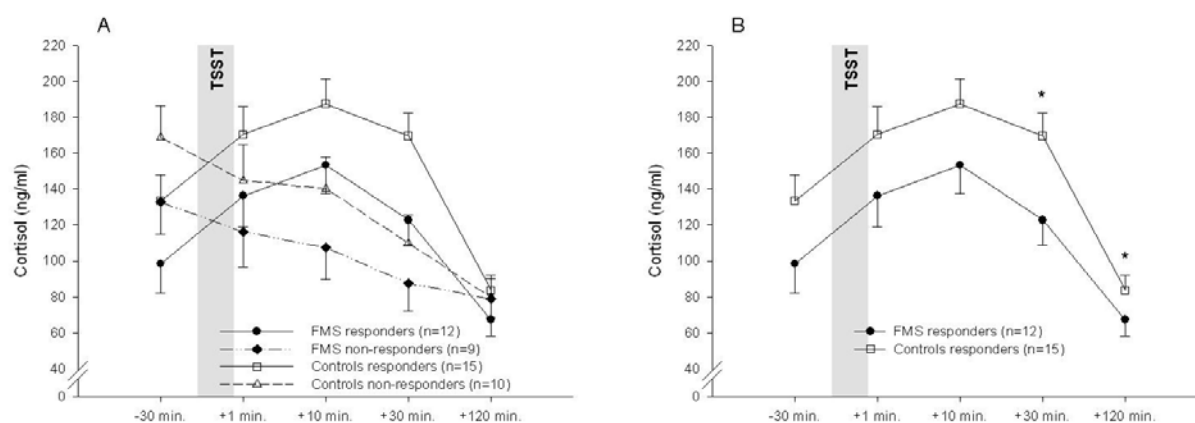 A
220
200
180
160
140
120
100
80
60
40
0
Cortisol (ng/ml)
TSST
FMS responders (n=12)
FMS non-responders (n=9)
Controls responders (n=15)
Controls non-responders (n=10)
-30 min.
+1 min.
+10 min.
+30 min.
+120 min.
B
220
200
180
160
140
120
100
80
60
40
0
Cortisol (ng/ml)
TSST
*
*
FMS responders (n=12)
Controls responders (n=15)
-30 min.
+1 min.
+10 min.
+30 min.
+120 min.